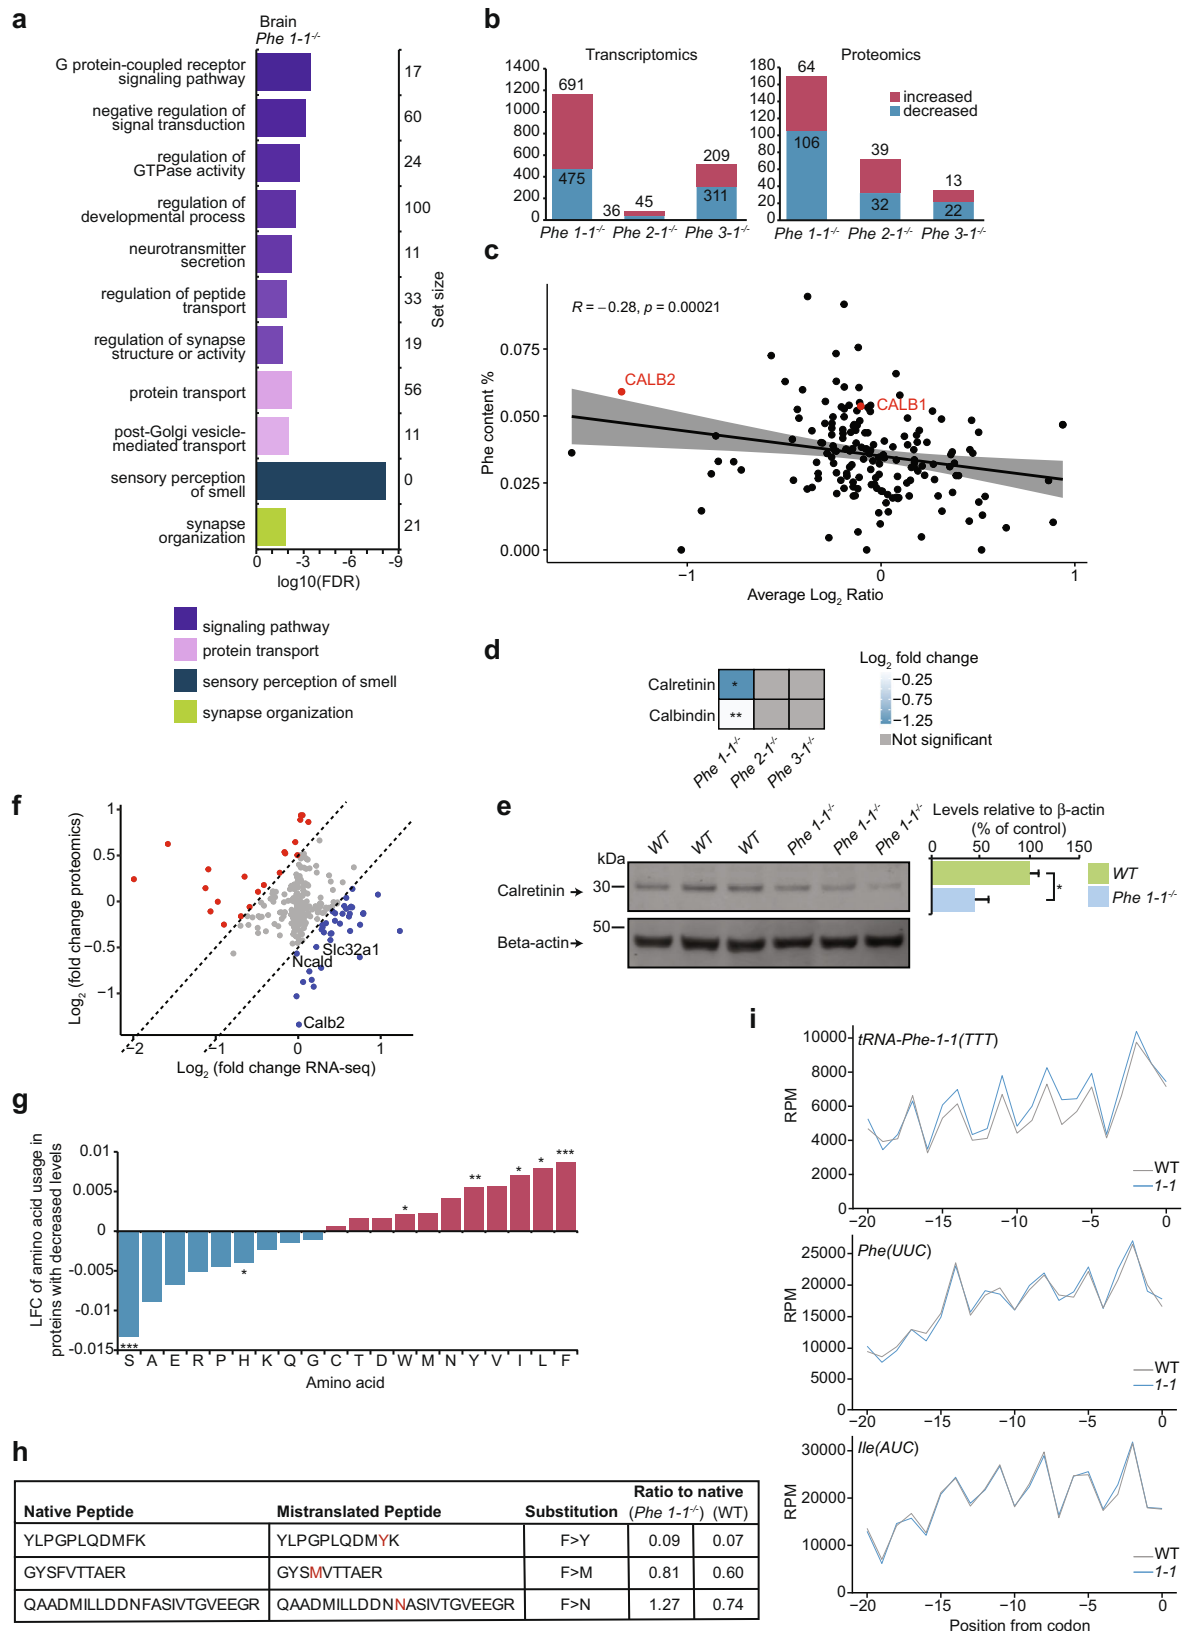 a
Brain
Phe 1-1-/-
G protein-coupled receptor
signaling pathway
17
negative regulation of
signal transduction
60
regulation of
GTPase activity
24
regulation of
developmental process
100
neurotransmitter
secretion
11
regulation of peptide
transport
33
regulation of synapse
structure or activity
19
protein transport
56
post-Golgi vesicle-
mediated transport
11
sensory perception
of smell
0
synapse
organization
21
Set size
0 -3 -6 -9
log10(FDR)
signaling pathway
protein transport
sensory perception of smell
synapse organization
b
Transcriptomics
1400
1200
1000
800
600
400
200
0
691
475
36
45
209
311
Phe 1-1-/- Phe 2-1-/- Phe 3-1-/-
Proteomics
180
160
140
120
100
80
60
40
20
0
64
106
39
32
13
22
increased
decreased
Phe 1-1-/- Phe 2-1-/- Phe 3-1-/-
c
R = −0.28, p = 0.00021
Phe content %
0.075
0.050
0.025
0.000
CALB2
CALB1
−1 0 1
Average Log2 Ratio
d
Calretinin
*
Calbindin
**
Phe 1-1-/-
Phe 2-1-/-
Phe 3-1-/-
Log2 fold change
−0.25
−0.75
−1.25
Not significant
e
WT WT WT Phe 1-1-/- Phe 1-1-/- Phe 1-1-/-
kDa
Calretinin
30
50
Beta-actin
Levels relative to β-actin
(% of control)
0 50 100 150
*
WT
Phe 1-1-/-
f
Log2 (fold change proteomics)
1
0.5
0
−0.5
−1
Slc32a1
Ncald
Calb2
−2 −1 0 1
Log2 (fold change RNA-seq)
g
LFC of amino acid usage in
proteins with decreased levels
0.01
0.005
0
-0.005
-0.01
-0.015
***
*
*
**
*
*
***
S A E R P H K Q G C T D W M N Y V I L F
Amino acid
h
Native Peptide Mistranslated Peptide Substitution Ratio to native
(Phe 1-1-/-) (WT)
YLPGPLQDMFK YLPGPLQDMYK F>Y 0.09 0.07
GYSFVTTAER GYSMVTTAER F>M 0.81 0.60
QAADMILLDDNFASIVTGVEEGR QAADMILLDDNNASIVTGVEEGR F>N 1.27 0.74
i
tRNA-Phe-1-1(TTT)
RPM
10000
8000
6000
4000
2000
0
WT
1-1
−20 −15 −10 −5 0
Phe(UUC)
RPM
25000
20000
15000
10000
5000
0
WT
1-1
−20 −15 −10 −5 0
Ile(AUC)
RPM
30000
20000
10000
0
WT
1-1
−20 −15 −10 −5 0
Position from codon